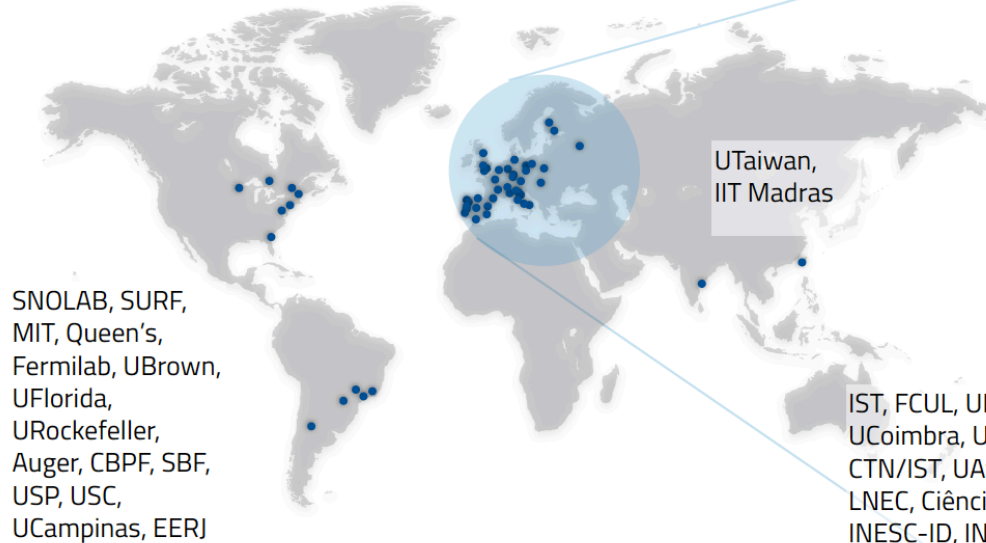 UTaiwan,
IIT Madras
SNOLAB, SURF,
MIT, Queen’s,
Fermilab, UBrown,
UFlorida,
URockefeller,
Auger, CBPF, SBF,
USP, USC,
UCampinas, EERJ
IST, FCUL,
UCoimbra,
CTN/IST,
LNEC,
INESC-ID,